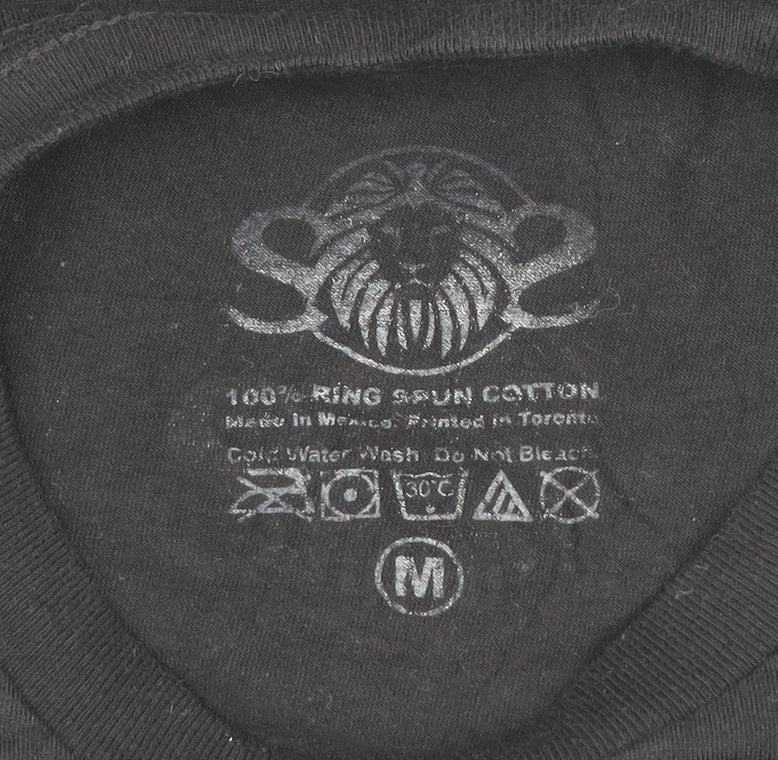 100% RING SPUN COTTON
Made in Mexico. Printed in Toronto
Cold Water Wash Do Not Bleach
30°C
M